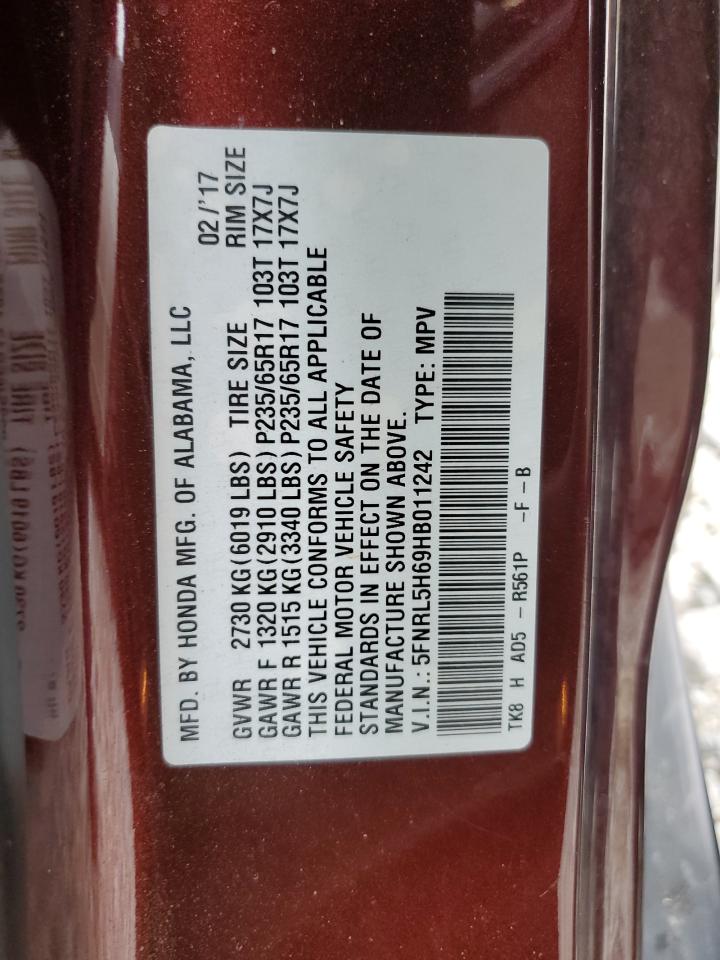 MFD. BY HONDA MFG. OF ALABAMA, LLC 02/'17
GVWR 2730 KG(6019 LBS) TIRE SIZE RIM SIZE
GAWR F 1320 KG(2910 LBS) P235/65R17 103T 17X7J
GAWR R 1515 KG(3340 LBS) P235/65R17 103T 17X7J
THIS VEHICLE CONFORMS TO ALL APPLICABLE
FEDERAL MOTOR VEHICLE SAFETY
STANDARDS IN EFFECT ON THE DATE OF
MANUFACTURE SHOWN ABOVE.
V.I.N.: 5FNRL5H69HB011242 TYPE: MPV
TK8 H AD5 - R561P -F-B